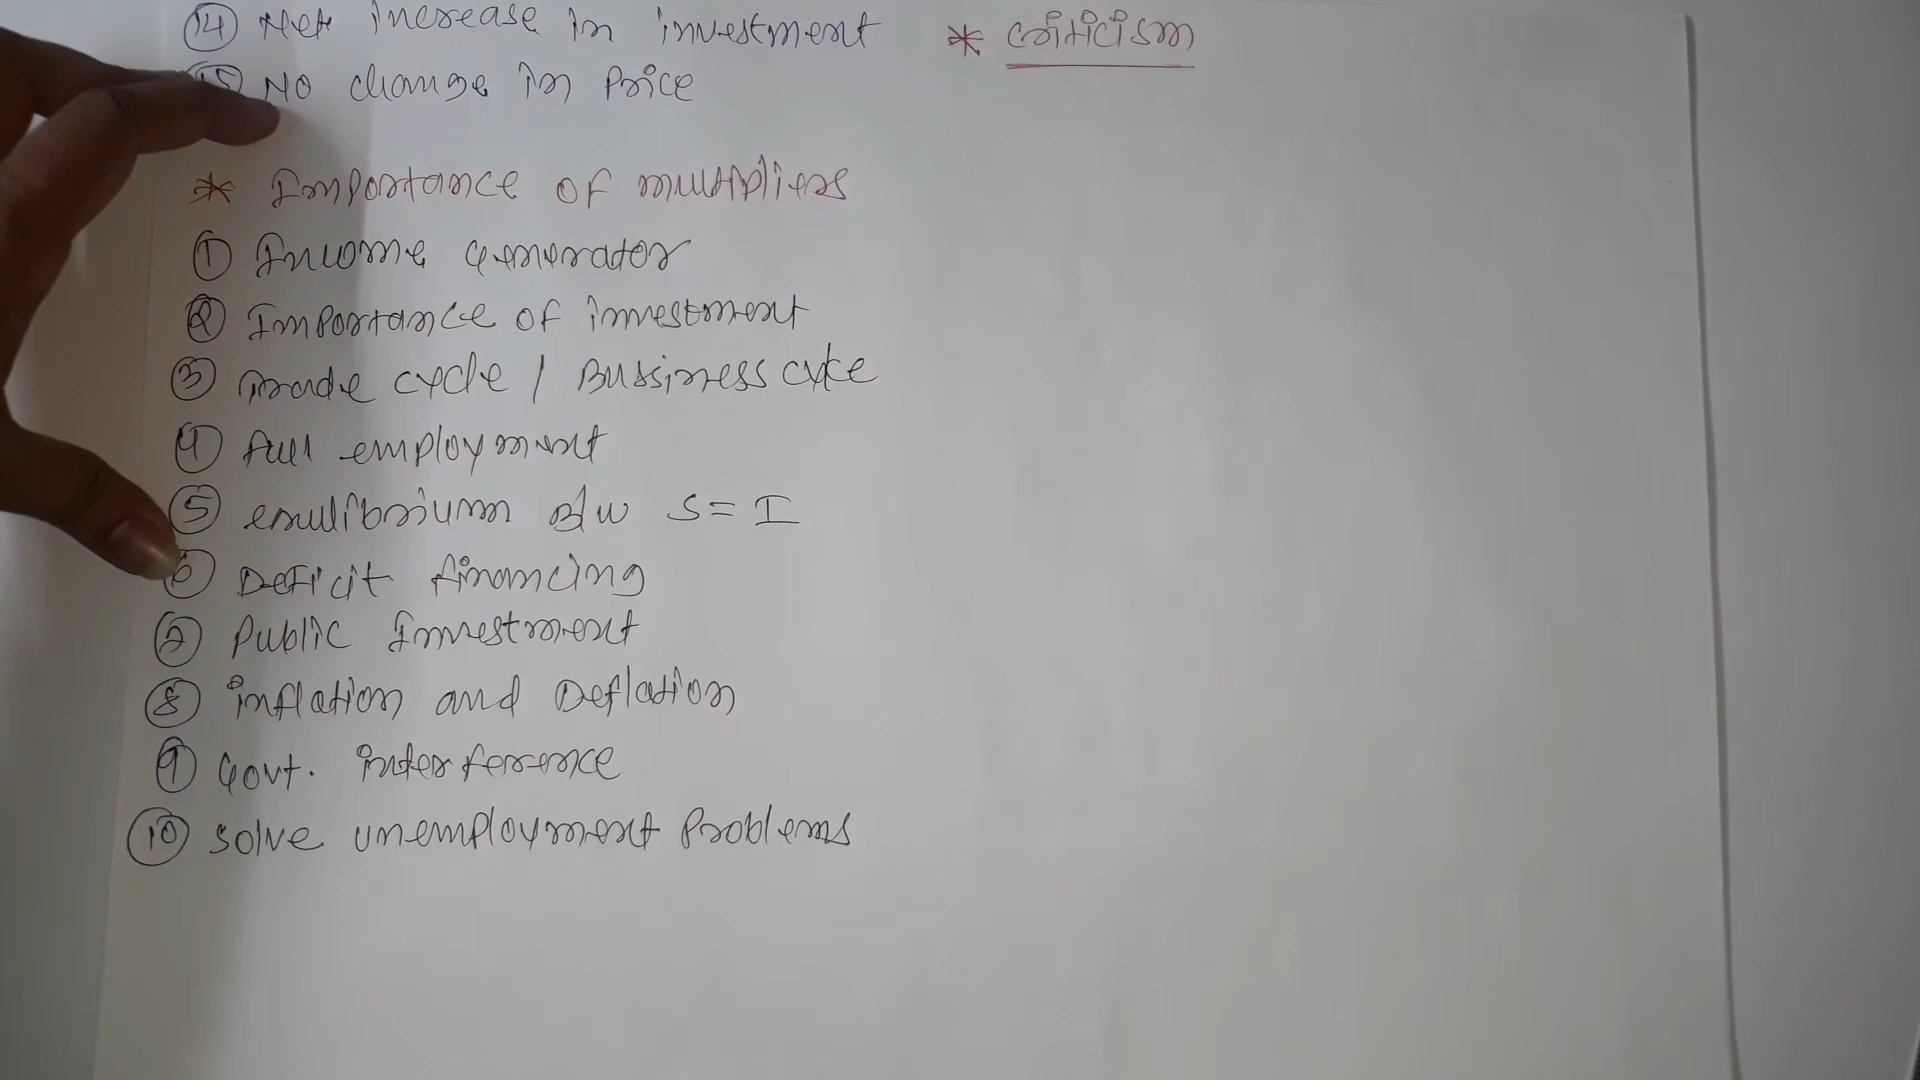 14 Net increase in investment
* criticism
15 No change in Price
* Importance of multipliers
1 Income Generator
2 Importance of investment
3 Trade cycle / Bussiness cycle
4 full employment
5 enulibrium b/w S = I
6 Deficit financing
7 Public Investment
8 inflation and Deflation
9 Govt. interference
10 solve unemployment Problems